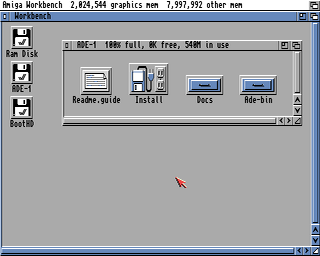 Amiga Workbench 2,024,544 graphics mem 7,997,992 other mem
Workbench
Ram Disk
ADE-1 100% full, 0K free, 540M in use
ADE-1
Readme.guide
Install
Docs
Ade-bin
BootHD